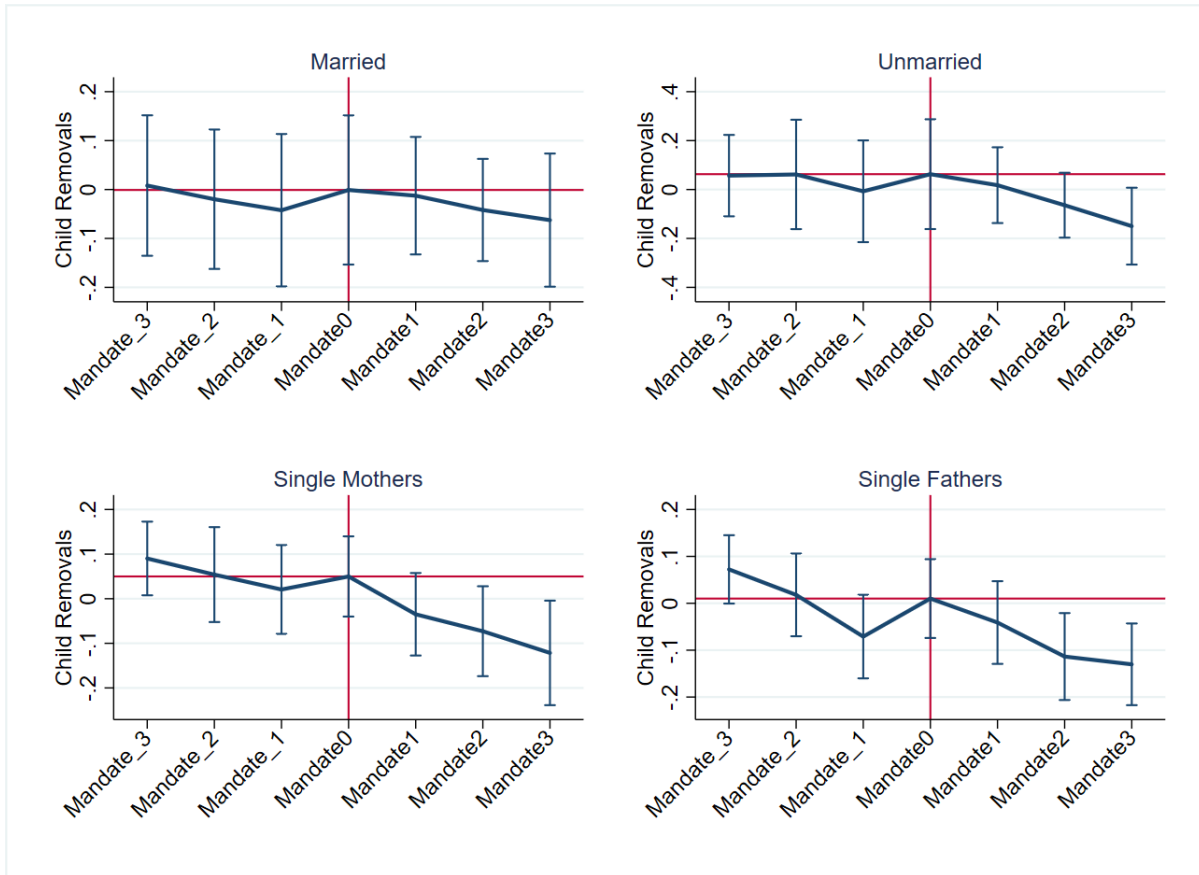 Married
Child Removals
.2
.1
0
-.1
-.2
Mandate_3
Mandate_2
Mandate_1
Mandate0
Mandate1
Mandate2
Mandate3
Unmarried
Child Removals
.4
.2
0
-.2
-.4
Mandate_3
Mandate_2
Mandate_1
Mandate0
Mandate1
Mandate2
Mandate3
Single Mothers
Child Removals
.2
.1
0
-.1
-.2
Mandate_3
Mandate_2
Mandate_1
Mandate0
Mandate1
Mandate2
Mandate3
Single Fathers
Child Removals
.2
.1
0
-.1
-.2
Mandate_3
Mandate_2
Mandate_1
Mandate0
Mandate1
Mandate2
Mandate3